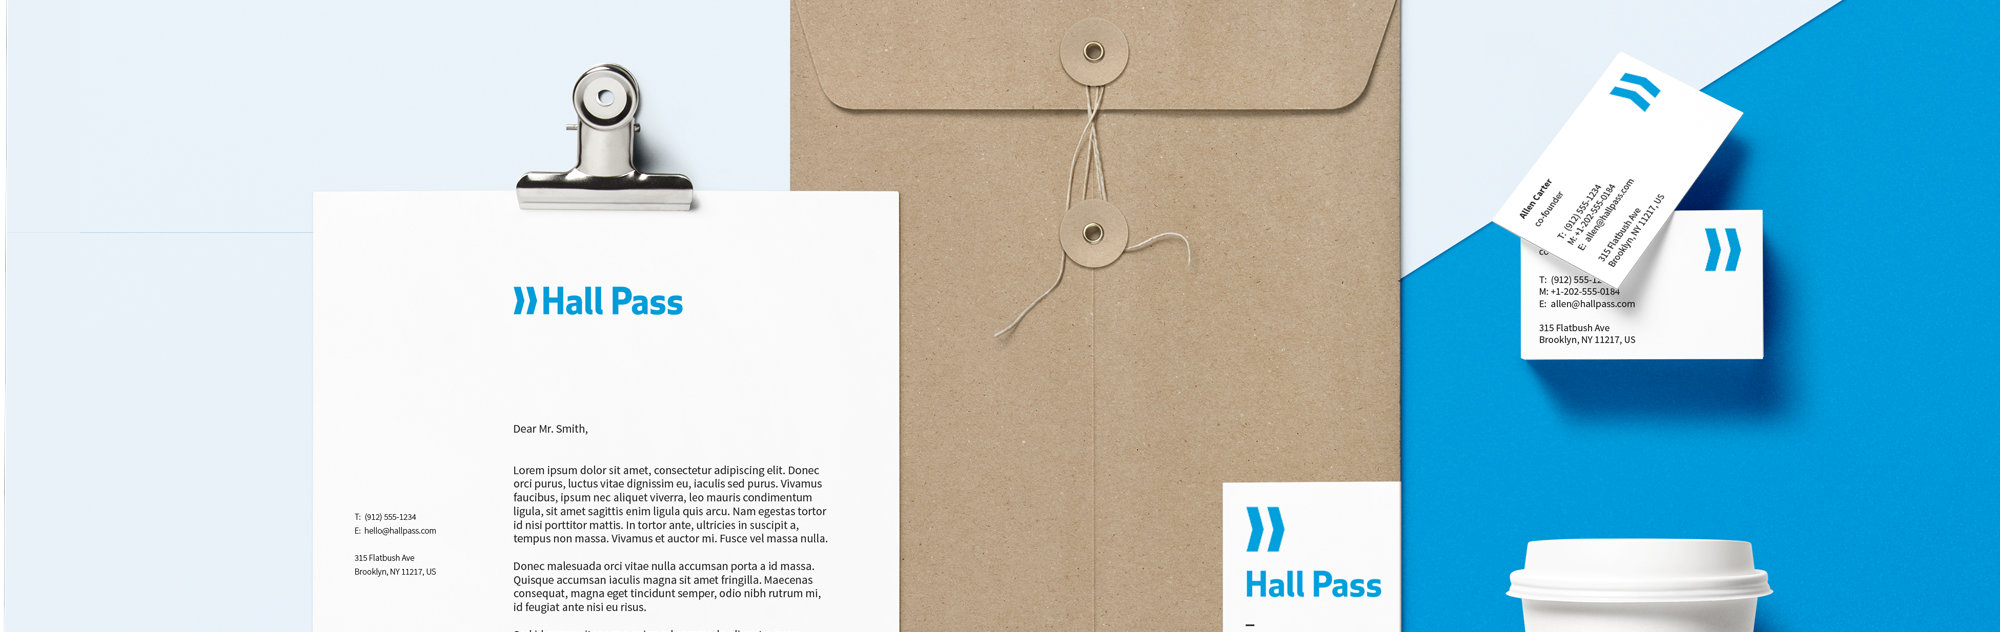 Hall Pass
Dear Mr. Smith,
Lorem ipsum dolor sit amet, consectetur adipiscing elit. Donec
orci purus, luctus vitae dignissim eu, iaculis sed purus. Vivamus
faucibus, ipsum nec aliquet viverra, leo mauris condimentum
ligula, sit amet sagittis enim ligula quis arcu. Nam egestas tortor
id nisi porttitor mattis. In tortor ante, ultricies in suscipit a,
tempus non massa. Vivamus et auctor mi. Fusce vel massa nulla.
Donec malesuada orci vitae nulla accumsan porta a id massa.
Quisque accumsan iaculis magna sit amet fringilla. Maecenas
consequat, magna eget tincidunt semper, odio nibh rutrum mi,
id feugiat ante nisi eu risus.
T: (912) 555-1234
E: hello@hallpass.com
315 Flatbush Ave
Brooklyn, NY 11217, US
Hall Pass
Allen Carter
co-founder
T: (912) 555-1234
M: +1-202-555-0184
E: allen@hallpass.com
315 Flatbush Ave
Brooklyn, NY 11217, US
T: (912) 555-12
M: +1-202-555-0184
E: allen@hallpass.com
315 Flatbush Ave
Brooklyn, NY 11217, US